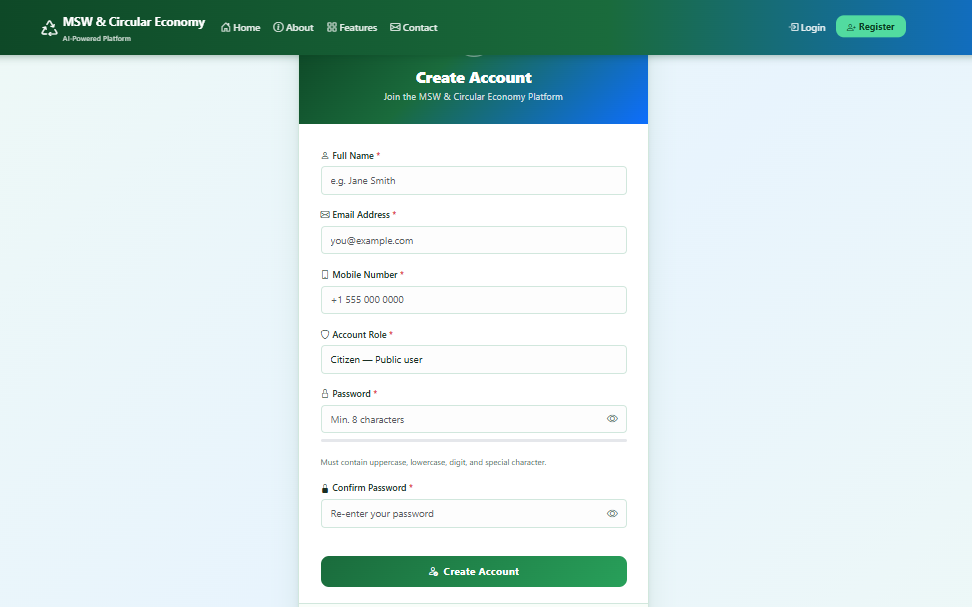 MSW & Circular Economy
AI-Powered Platform
Home
About
Features
Contact
Login
Register
Create Account
Join the MSW & Circular Economy Platform
Full Name *
e.g. Jane Smith
Email Address *
you@example.com
Mobile Number *
+1 555 000 0000
Account Role *
Citizen — Public user
Password *
Min. 8 characters
Must contain uppercase, lowercase, digit, and special character.
Confirm Password *
Re-enter your password
Create Account